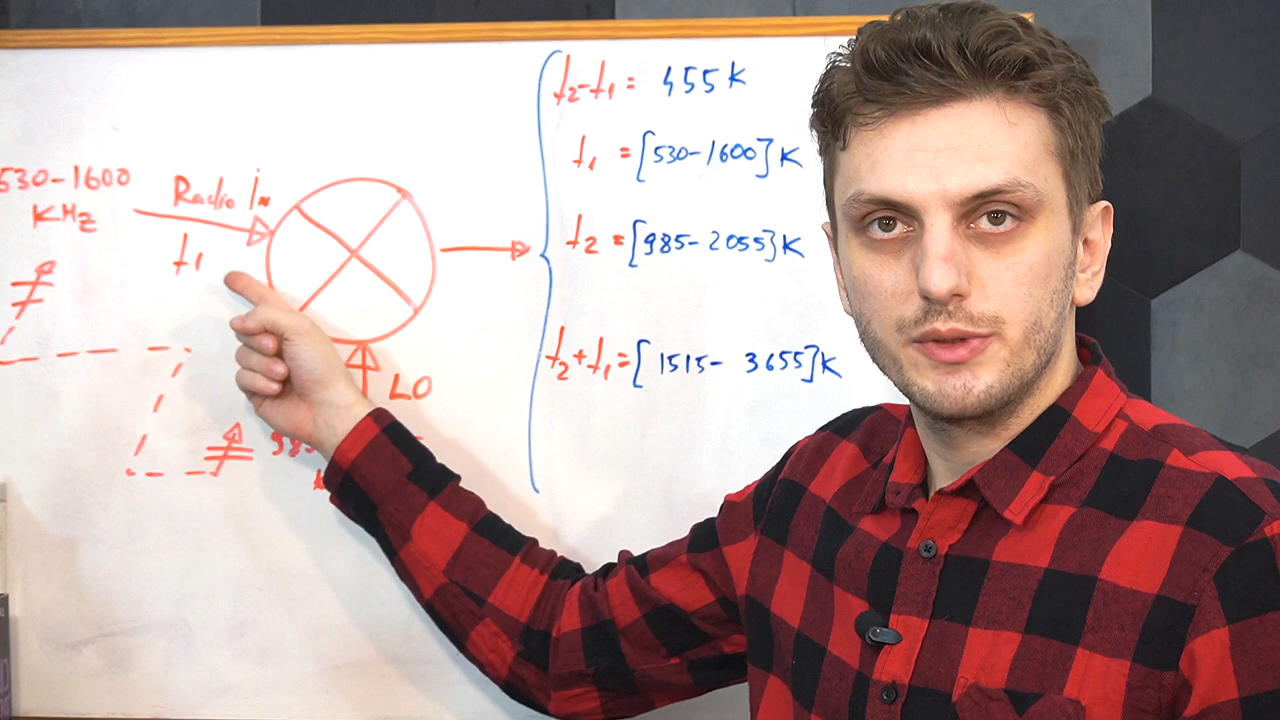 530-1600
KHz
Radio In
f1
LO
985
f2-f1= 455K
f1 =[530-1600]K
f2 =[985-2055]K
f2+f1=[1515- 3655]K